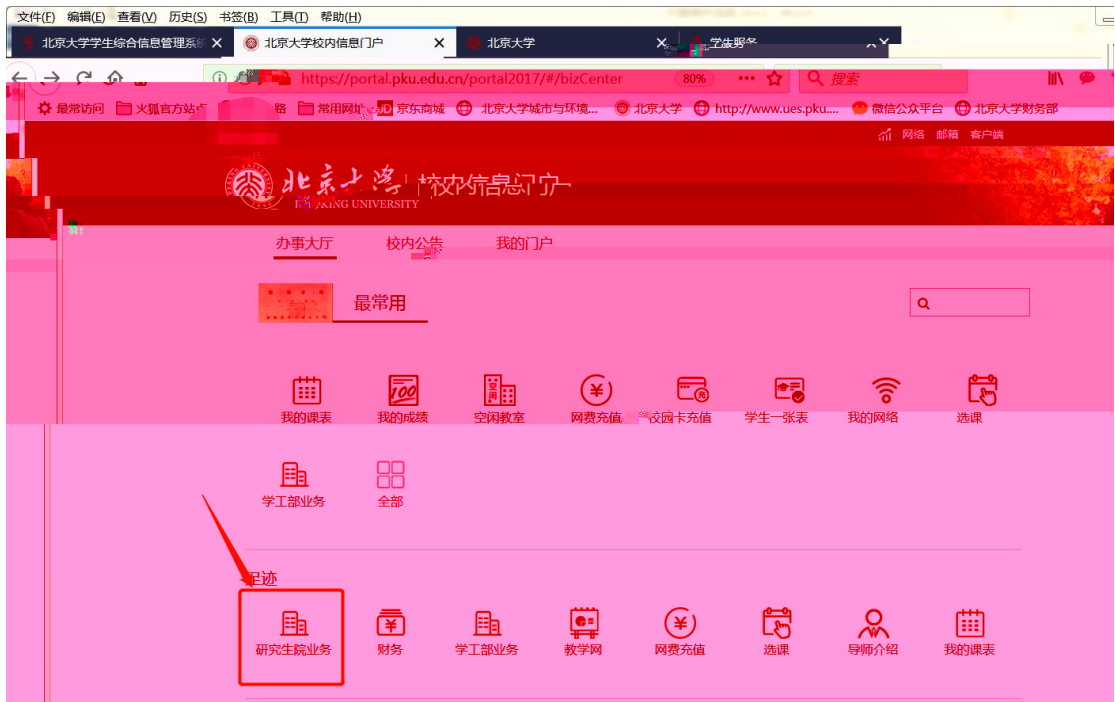 文件(F) 编辑(E) 查看(V) 历史(S) 书签(B) 工具(T) 帮助(H)
北京大学学生综合信息管理系统 北京大学校内信息门户 北京大学
https://portal.pku.edu.cn/portal2017/#/bizCenter 80% 搜索
最常访问 火狐官方站点 常用网址 JD 京东商城 北京大学城市与环境... 北京大学 http://www.ues.pku.... 微信公众平台 北京大学财务部
网络 邮箱 客户端
北京大学 校内信息门户
UNIVERSITY
办事大厅 校内公告 我的门户
最常用
我的课表 我的成绩 空闲教室 网费充值 校园卡充值 学生一张表 我的网络 选课
学工部业务 全部
足迹
研究生院业务 财务 学工部业务 教学网 网费充值 选课 导师介绍 我的课表